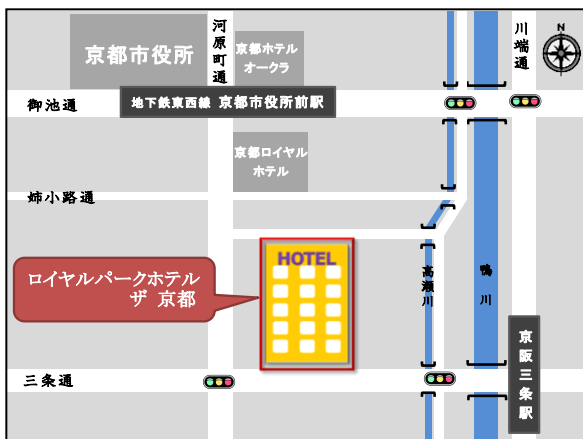 京都市役所
河原町通
京都ホテル
オークラ
川端通
N
御池通
地下鉄東西線 京都市役所前駅
京都ロイヤル
ホテル
姉小路通
HOTEL
ロイヤルパークホテル
ザ 京都
高瀬川
鴨川
京阪三条駅
三条通